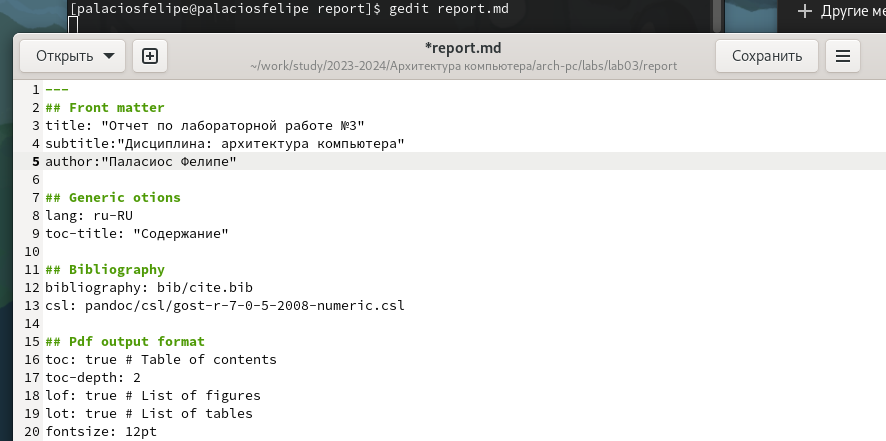 [palaciosfelipe@palaciosfelipe report]$ gedit report.md
Другие ме
Открыть
*report.md
~/work/study/2023-2024/Архитектура компьютера/arch-pc/labs/lab03/report
Сохранить
1 ---
2 ## Front matter
3 title: "Отчет по лабораторной работе №3"
4 subtitle:"Дисциплина: архитектура компьютера"
5 author:"Паласиос Фелипе"
6
7 ## Generic otions
8 lang: ru-RU
9 toc-title: "Содержание"
10
11 ## Bibliography
12 bibliography: bib/cite.bib
13 csl: pandoc/csl/gost-r-7-0-5-2008-numeric.csl
14
15 ## Pdf output format
16 toc: true # Table of contents
17 toc-depth: 2
18 lof: true # List of figures
19 lot: true # List of tables
20 fontsize: 12pt